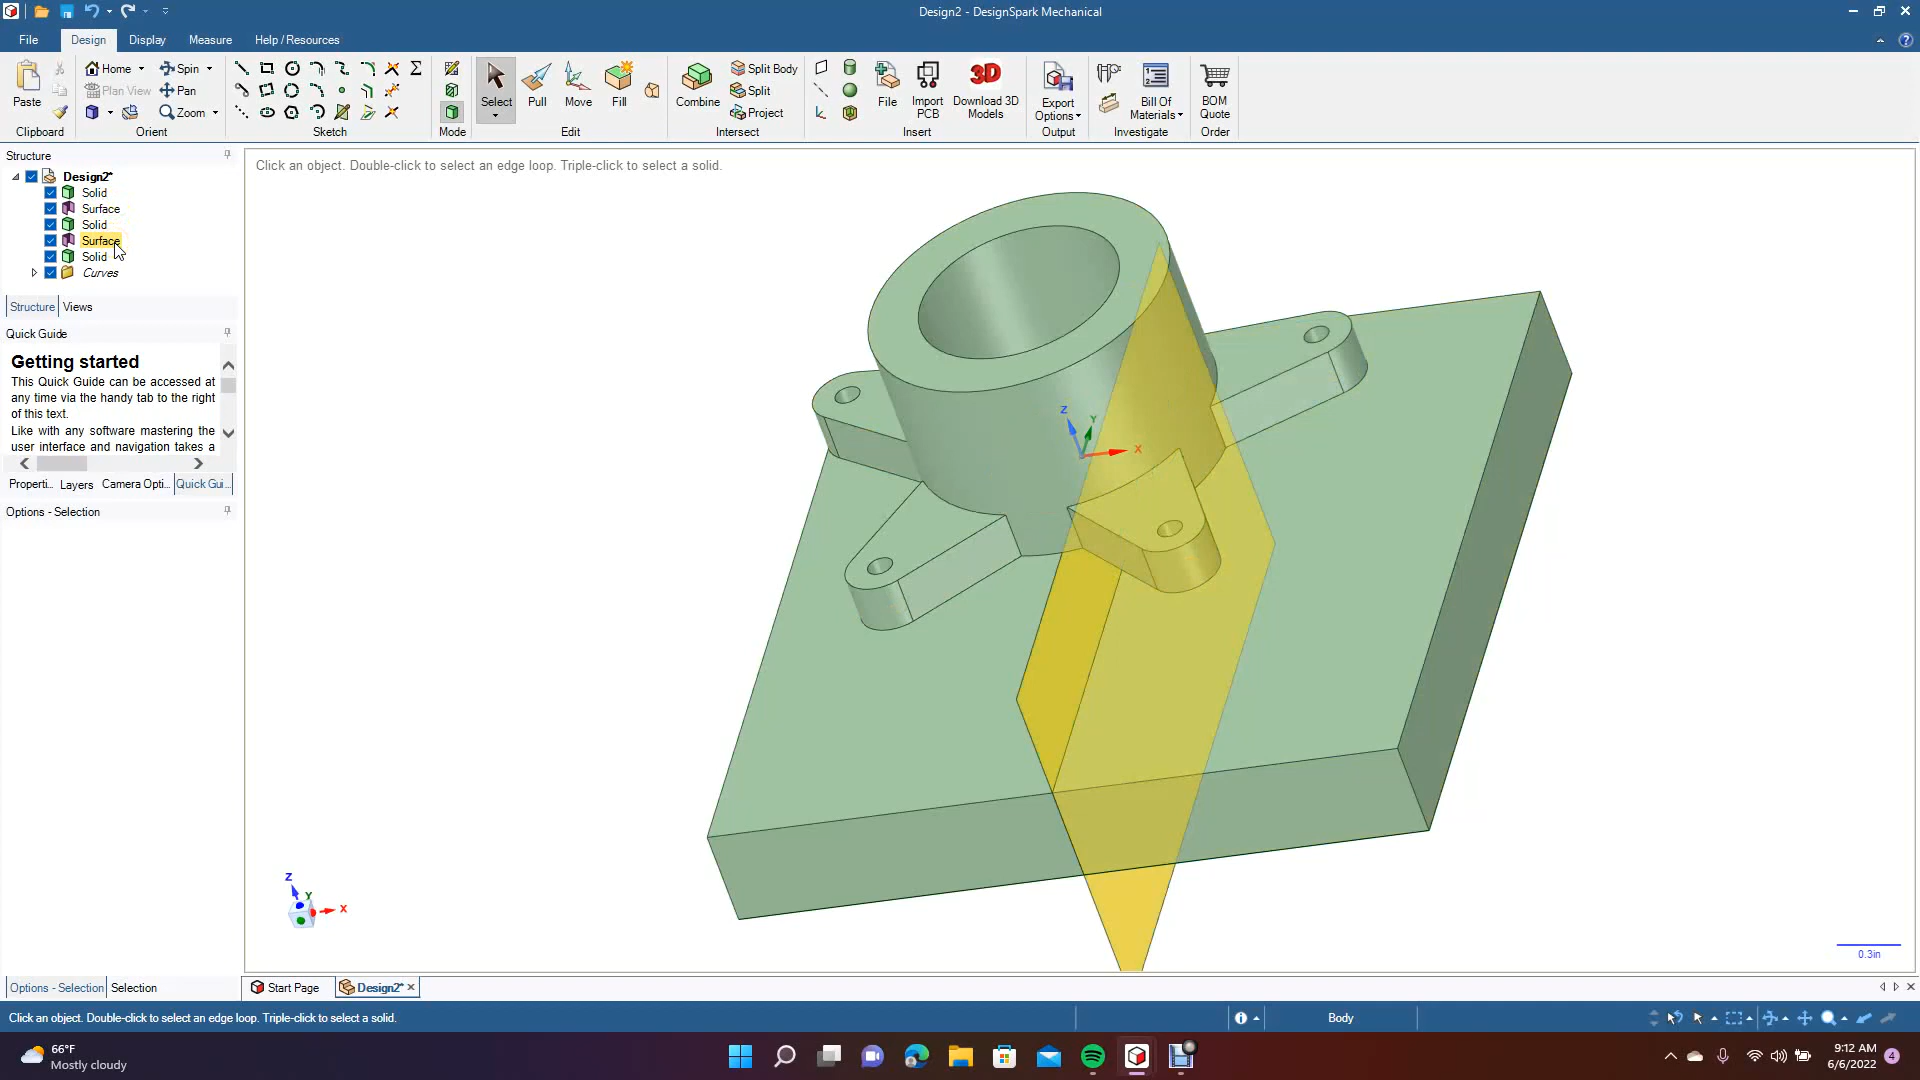 Design2 - DesignSpark Mechanical
File Design Display Measure Help / Resources
Paste
Home
Plan View
Spin
Pan
Zoom
Select
Pull
Move
Fill
Combine
Split Body
Split
Project
File
Import PCB
Download 3D Models
3D
Export Options
Bill Of Materials
BOM Quote
Clipboard Orient Sketch Mode Edit Intersect Insert Output Investigate Order
Structure
Design2*
Solid
Surface
Solid
Surface
Solid
Curves
Structure Views
Quick Guide
Getting started
This Quick Guide can be accessed at
any time via the handy tab to the right
of this text.
Like with any software mastering the
user interface and navigation takes a
Properti... Layers Camera Opti... Quick Gui...
Options - Selection
Click an object. Double-click to select an edge loop. Triple-click to select a solid.
Z
Y
X
Z
Y
X
0.3in
Options - Selection Selection
Start Page Design2*
Click an object. Double-click to select an edge loop. Triple-click to select a solid.
Body
66°F
Mostly cloudy
9:12 AM
6/6/2022
4